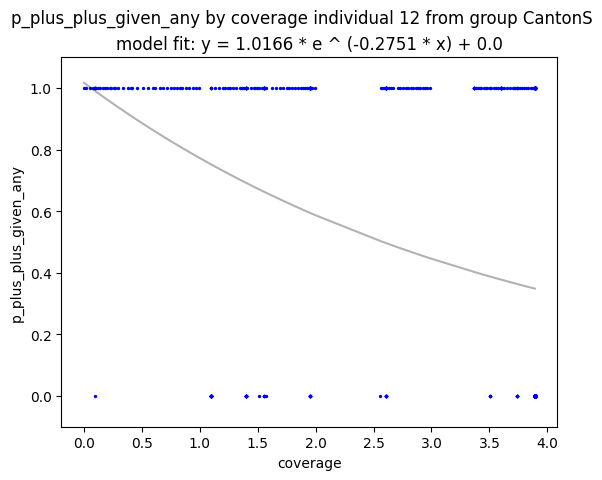 p_plus_plus_given_any by coverage individual 12 from group CantonS
model fit: y = 1.0166 * e ^ (-0.2751 * x) + 0.0
p_plus_plus_given_any
1.0
0.8
0.6
0.4
0.2
0.0
0.0 0.5 1.0 1.5 2.0 2.5 3.0 3.5 4.0
coverage